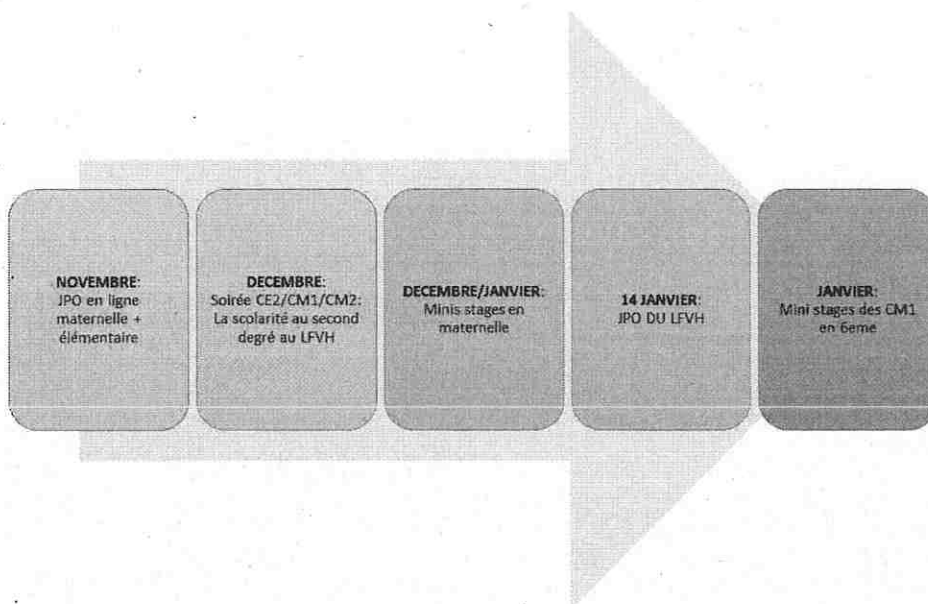 NOVEMBRE:
JPO en ligne
maternelle +
élémentaire
DECEMBRE:
Soirée CE2/CM1/CM2:
La scolarité au second
degré au LFVH
DECEMBRE/JANVIER:
Minis stages en
maternelle
14 JANVIER:
JPO DU LFVH
JANVIER:
Mini stages des CM1
en 6eme